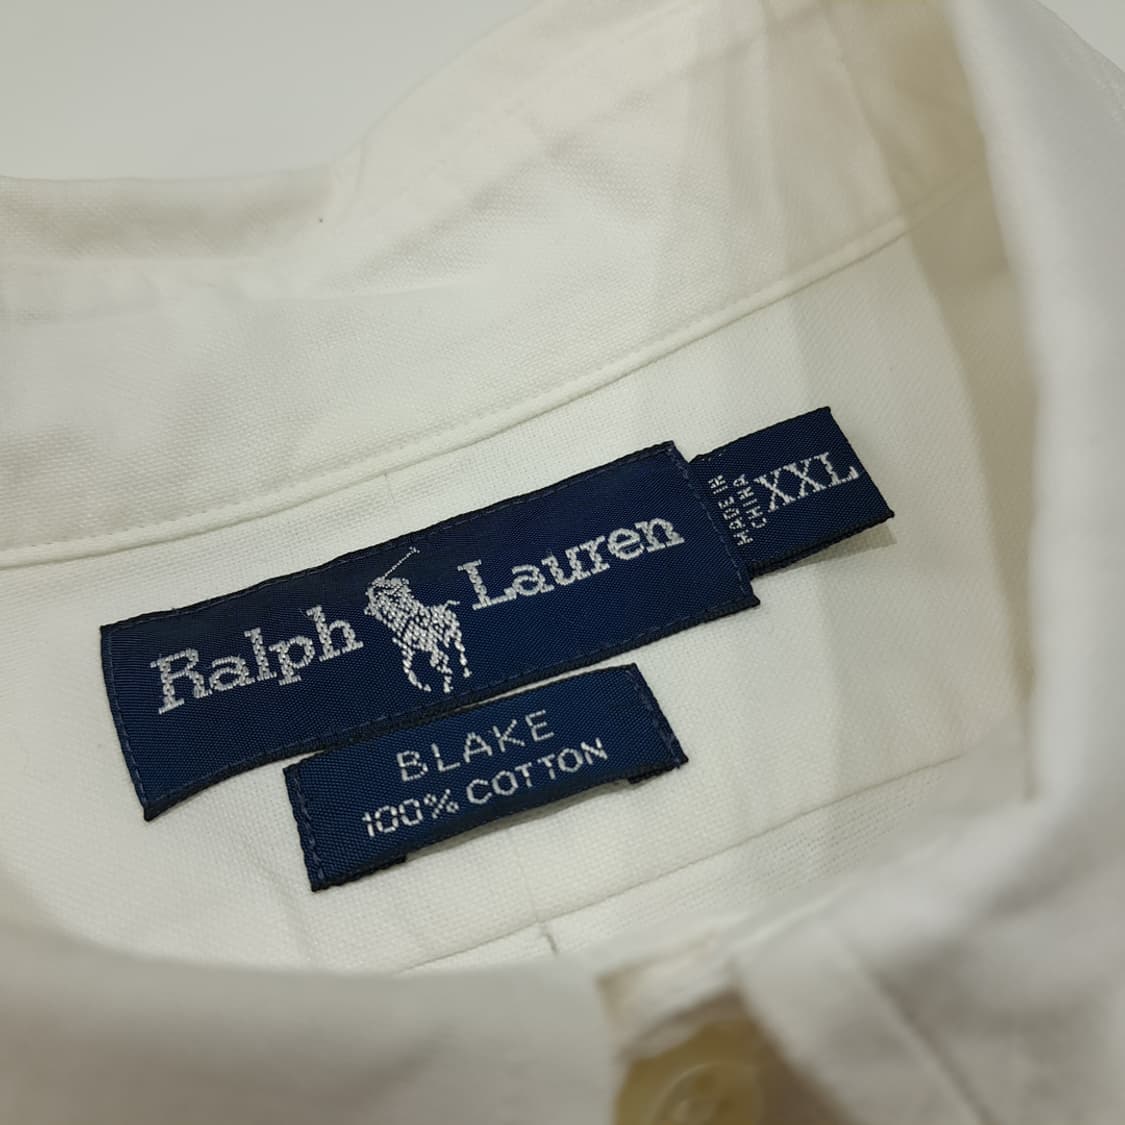 Ralph Lauren
MADE IN
CHINA
XXL
BLAKE
100% COTTON